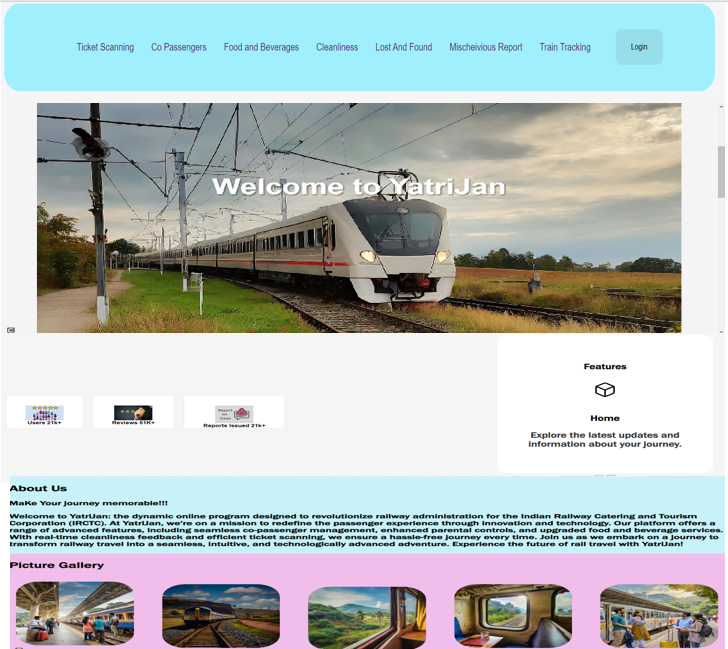 Ticket Scanning Co Passengers Food and Beverages Cleanliness Lost And Found Mischeivious Report Train Tracking Login
Welcome to YatriJan
Features
Home
Explore the latest updates and
information about your journey.
Report
an
Issue
Users 21k+ Reviews 51K+ Reports Issued 21k+
About Us
MaKe Your journey memorable!!!
Welcome to YatriJan: the dynamic online program designed to revolutionize railway administration for the Indian Railway Catering and Tourism
Corporation (IRCTC). At YatriJan, we're on a mission to redefine the passenger experience through innovation and technology. Our platform offers a
range of advanced features, including seamless co-passenger management, enhanced parental controls, and upgraded food and beverage services.
With real-time cleanliness feedback and efficient ticket scanning, we ensure a hassle-free journey every time. Join us as we embark on a journey to
transform railway travel into a seamless, intuitive, and technologically advanced adventure. Experience the future of rail travel with YatriJan!
Picture Gallery